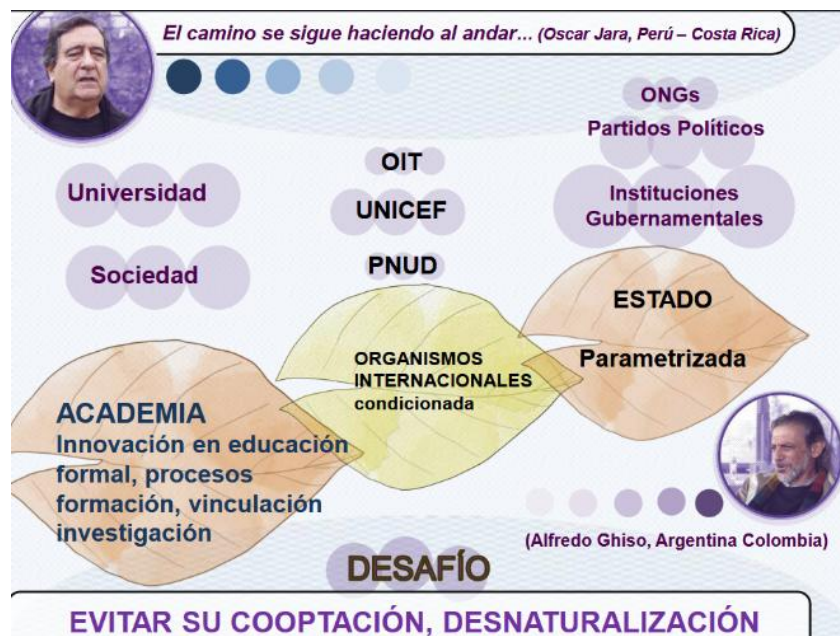 El camino se sigue haciendo al andar... (Oscar Jara, Perú – Costa Rica)
ONGs
Partidos Políticos
Instituciones
Gubernamentales
OIT
UNICEF
PNUD
Universidad
Sociedad
ESTADO
Parametrizada
ORGANISMOS
INTERNACIONALES
condicionada
ACADEMIA
Innovación en educación
formal, procesos
formación, vinculación
investigación
(Alfredo Ghiso, Argentina Colombia)
DESAFÍO
EVITAR SU COOPTACIÓN, DESNATURALIZACIÓN